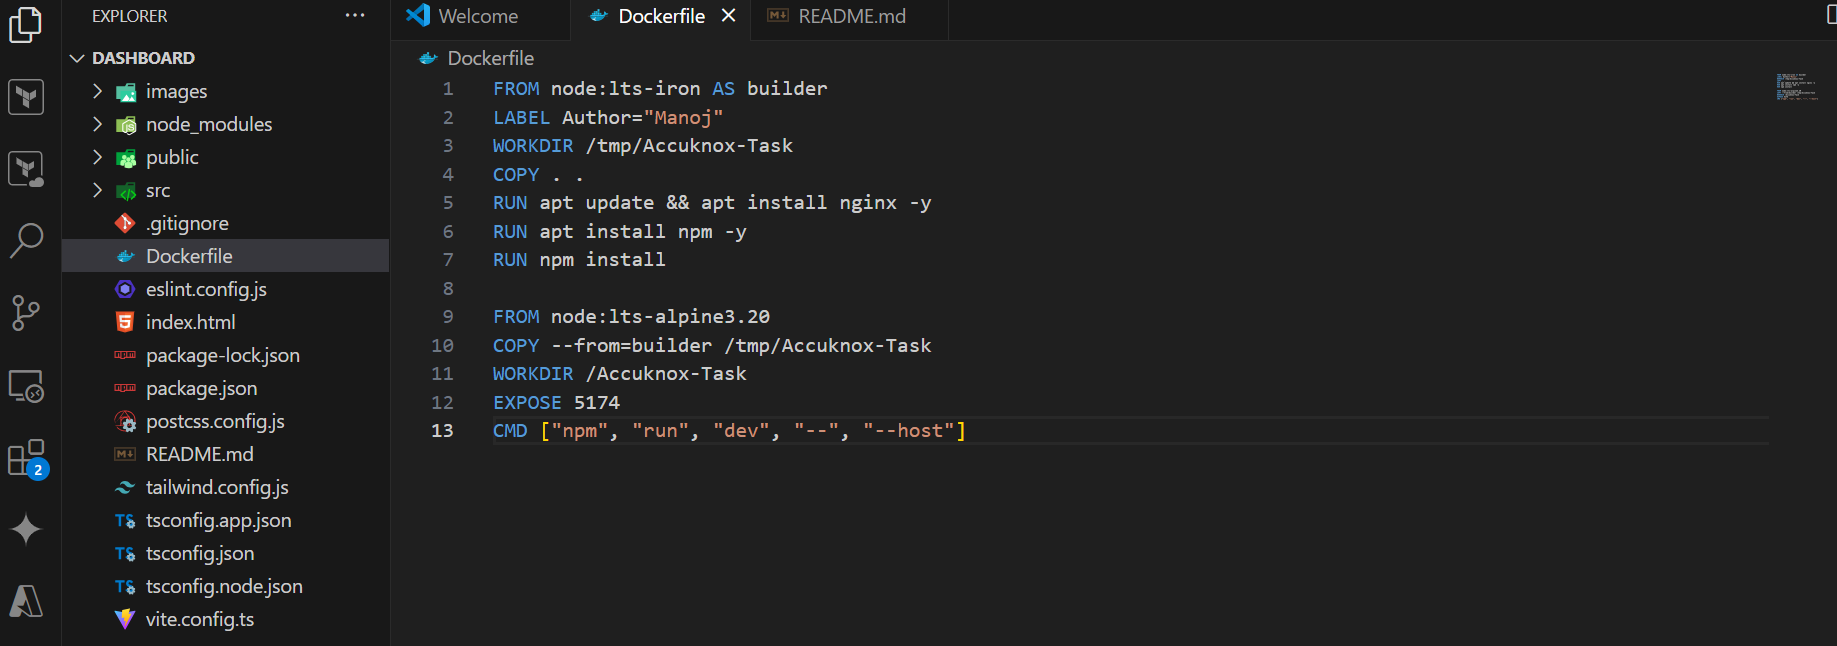 EXPLORER
DASHBOARD
images
node_modules
public
src
.gitignore
Dockerfile
eslint.config.js
index.html
package-lock.json
package.json
postcss.config.js
README.md
tailwind.config.js
tsconfig.app.json
tsconfig.json
tsconfig.node.json
vite.config.ts
2
Welcome Dockerfile README.md
Dockerfile
1 FROM node:lts-iron AS builder
2 LABEL Author="Manoj"
3 WORKDIR /tmp/Accuknox-Task
4 COPY . .
5 RUN apt update && apt install nginx -y
6 RUN apt install npm -y
7 RUN npm install
8
9 FROM node:lts-alpine3.20
10 COPY --from=builder /tmp/Accuknox-Task
11 WORKDIR /Accuknox-Task
12 EXPOSE 5174
13 CMD ["npm", "run", "dev", "--", "--host"]